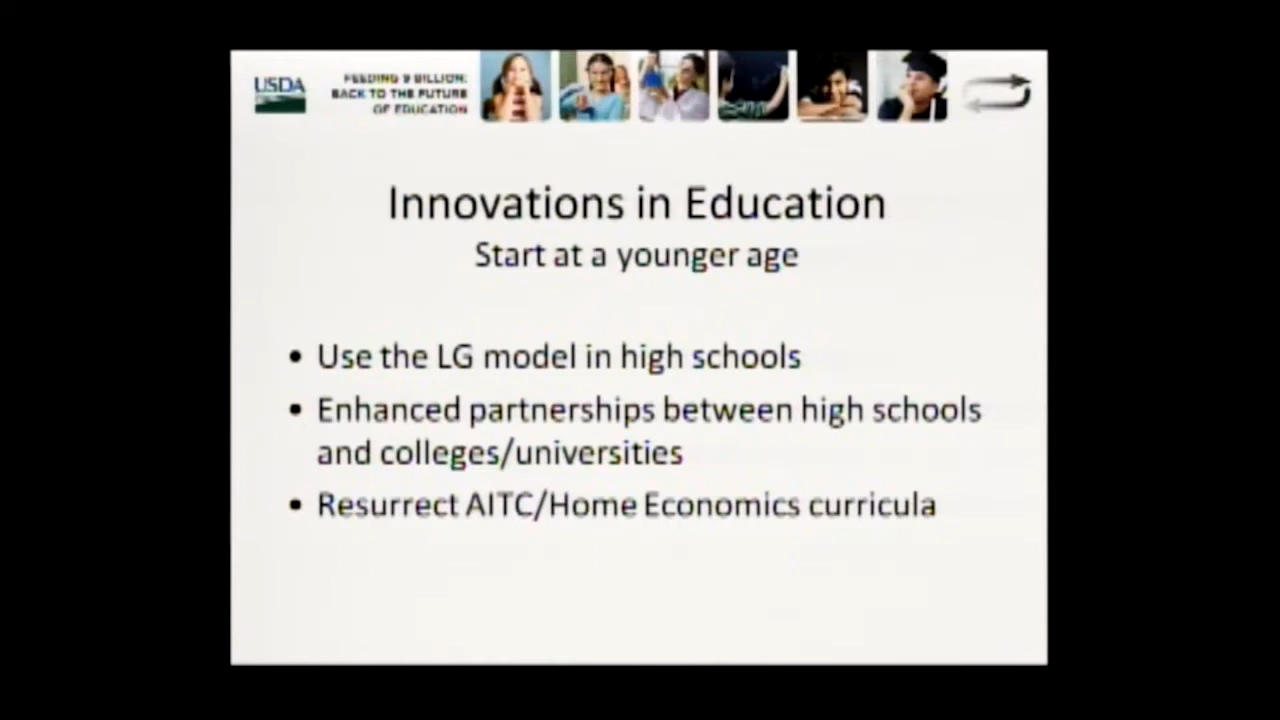 USDA
FEEDING 9 BILLION:
BACK TO THE FUTURE
OF EDUCATION
Innovations in Education
Start at a younger age
• Use the LG model in high schools
• Enhanced partnerships between high schools
and colleges/universities
• Resurrect AITC/Home Economics curricula